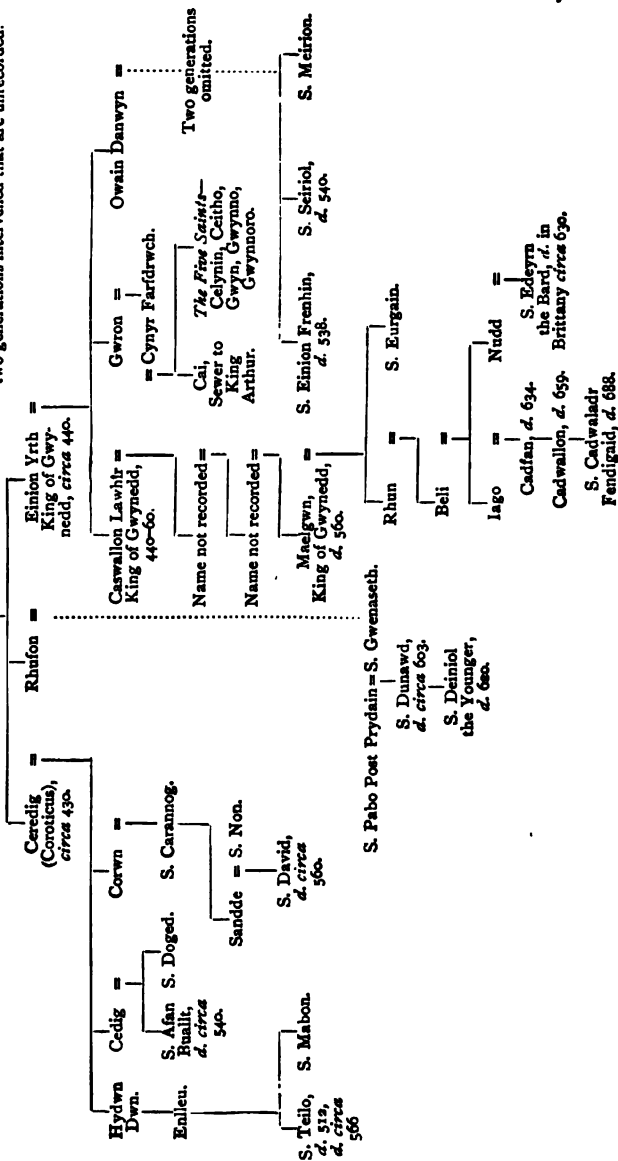 Two generations intervened that are unrecorded.
Ceredig =
(Coroticus),
circa 430.
Rhufon =
Einion Yrth =
King of Gwy-
nedd, circa 440.
Hydwn
Dwn.
Cedig =
Corwn =
Caswallon Lawhir =
King of Gwynedd,
440-60.
Gwron =
Owain Danwyn =
= Cynyr Farfdrwch.
Enlleu.
S. Afan
Buallt,
d. circa
540.
S. Doged.
S. Carannog.
Name not recorded =
Cai,
Sewer to
King
Arthur.
The Five Saints—
Celynin, Ceitho,
Gwyn, Gwynno,
Gwynnoro.
Two generations
omitted.
Sandde = S. Non.
Name not recorded =
S. Teilo,
d. 512,
d. circa
566
S. Mabon.
S. David,
d. circa
560.
Maelgwn, =
King of Gwynedd,
d. 560.
S. Einion Frenhin,
d. 538.
S. Seiriol,
d. 540.
S. Meirion.
S. Pabo Post Prydain = S. Gwenaseth.
S. Dunawd,
d. circa 603.
S. Deiniol
the Younger,
d. 620.
Rhun =
S. Eurgain.
Beli =
Iago =
Nudd =
Cadfan, d. 634.
Cadwallon, d. 659.
S. Cadwaladr
Fendigaid, d. 688.
S. Edeyrn
the Bard, d. in
Brittany circa 630.